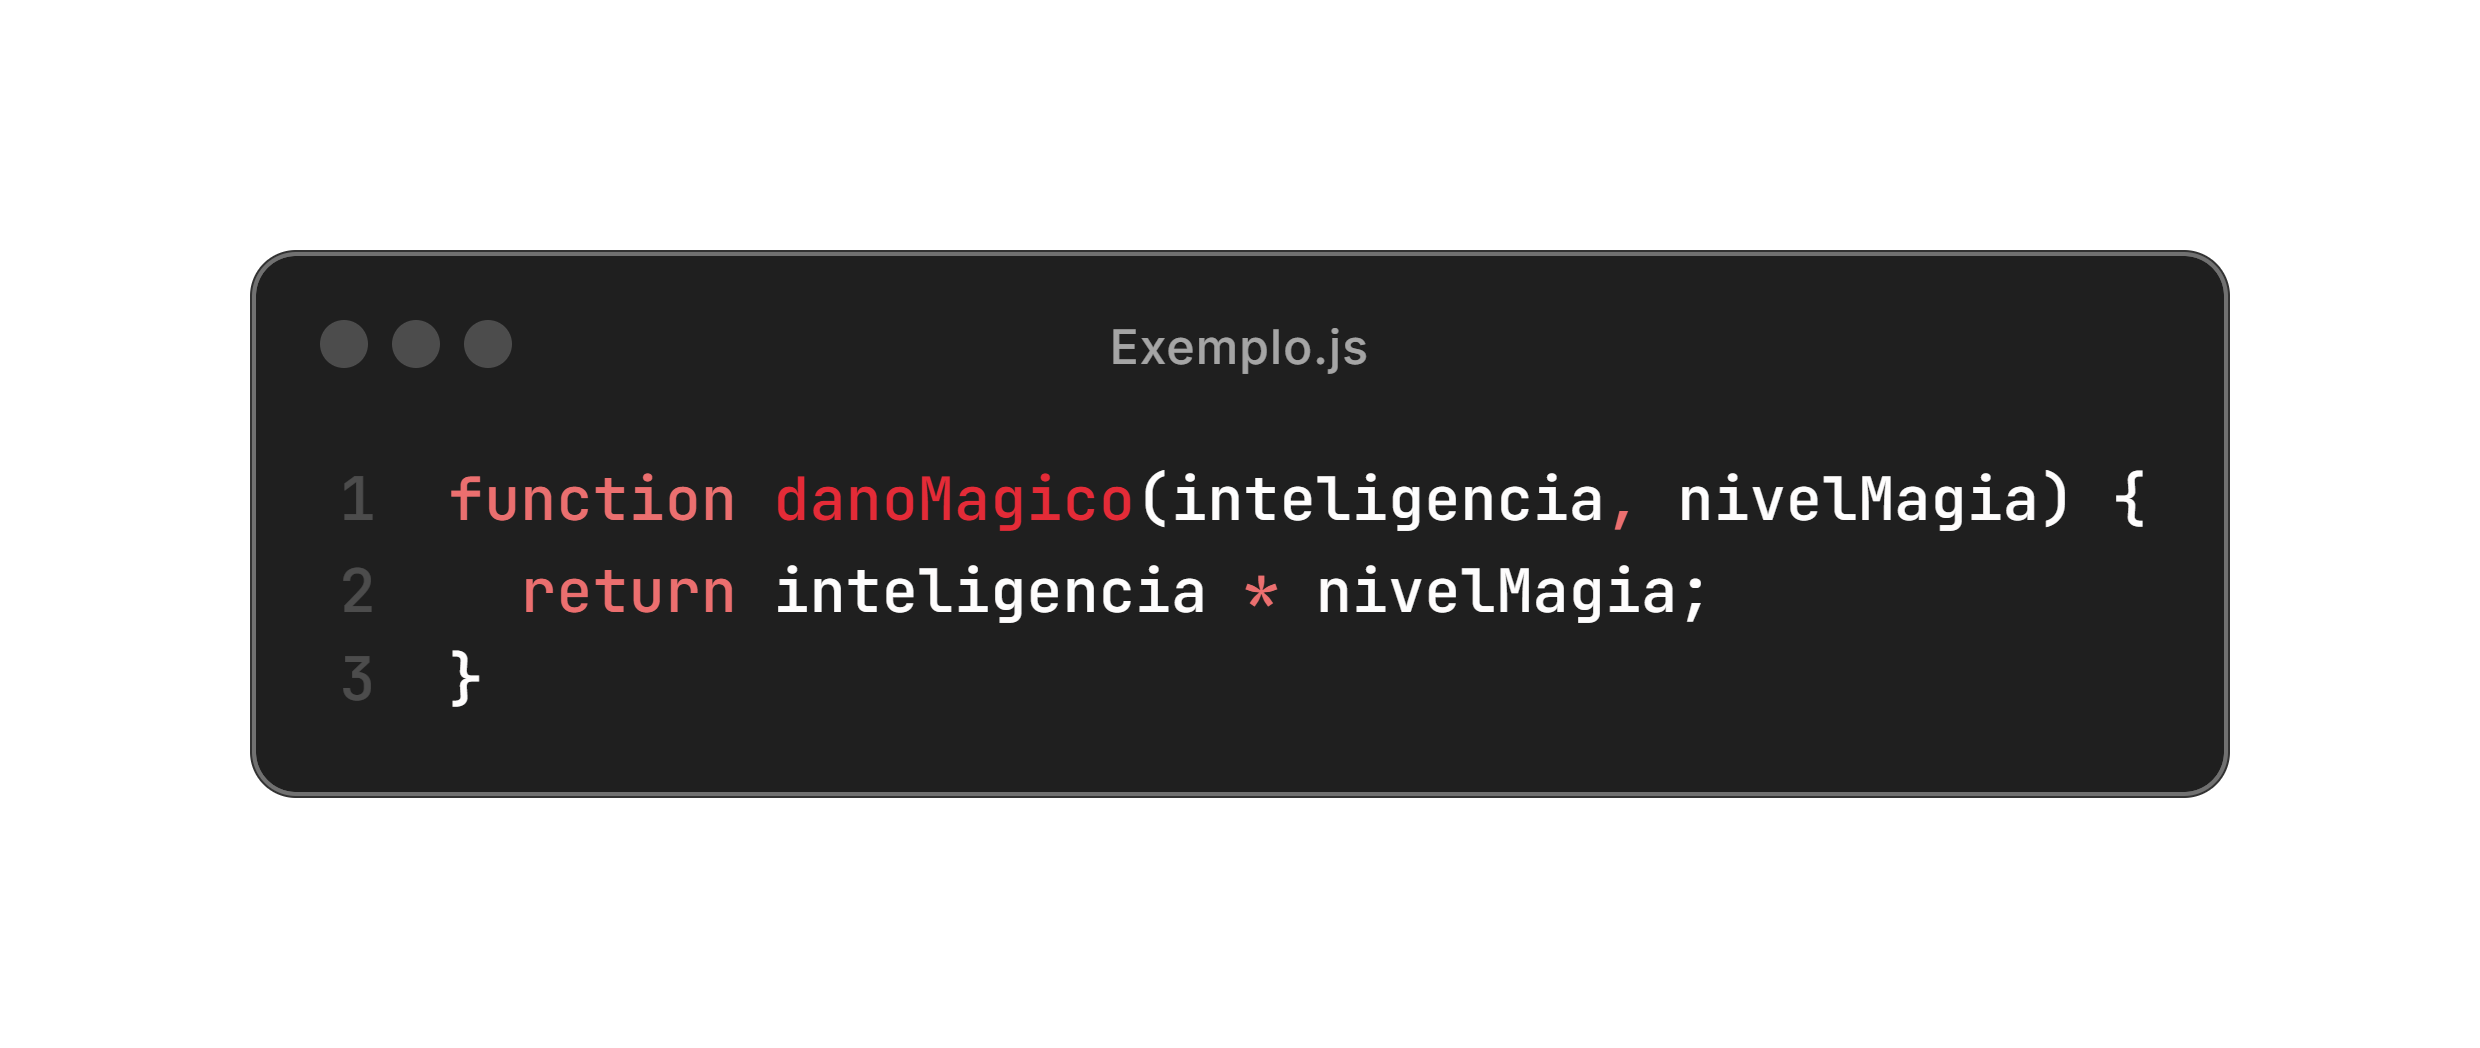 Exemplo.js
1 function danoMagico(inteligencia, nivelMagia) {
2   return inteligencia * nivelMagia;
3 }